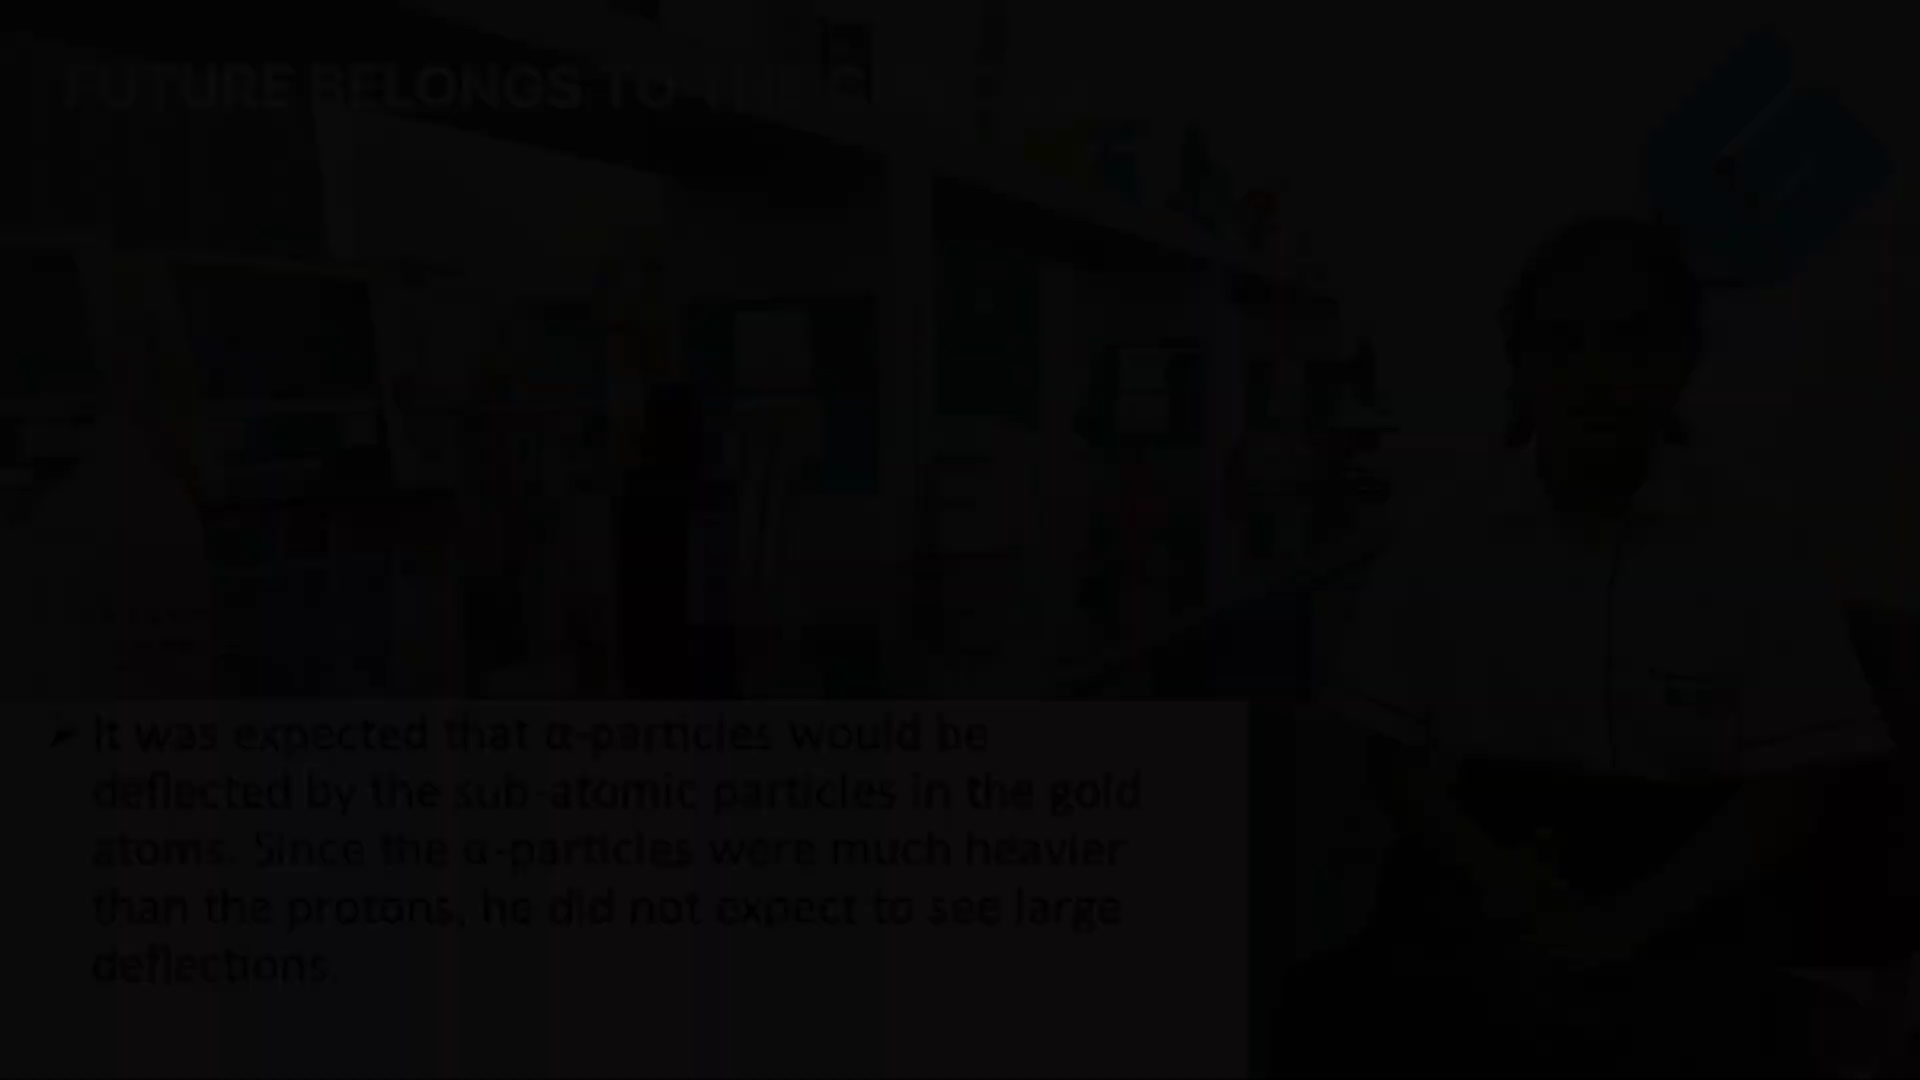 FUTURE BELONGS TO THE
It was expected that α-particles would be
deflected by the sub-atomic particles in the gold
atoms. Since the α-particles were much heavier
than the protons, he did not expect to see large
deflections.